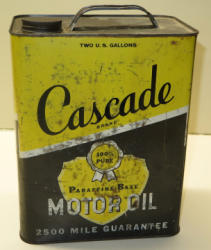 TWO U.S. GALLONS
Cascade
BRAND
100%
PURE
PARAFFINE BASE
MOTOR OIL
2500 MILE GUARANTEE